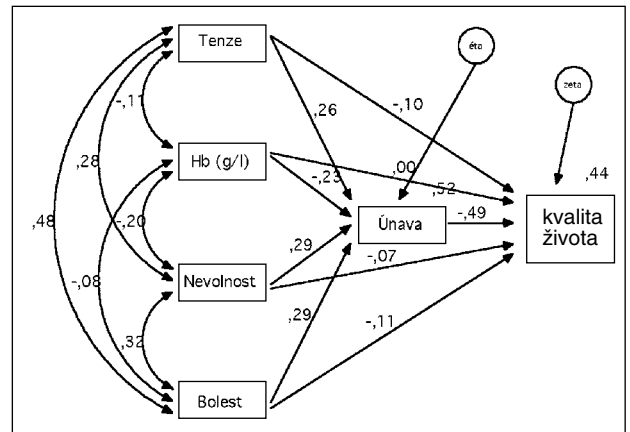 Tenze
éta
zeta
-,11
,26
-,10
,28
Hb (g/l)
-,23
,00
,52
,44
,48
-,20
Únava
-,49
kvalita
života
-,08
Nevolnost
,29
-,07
,32
,29
-,11
Bolest